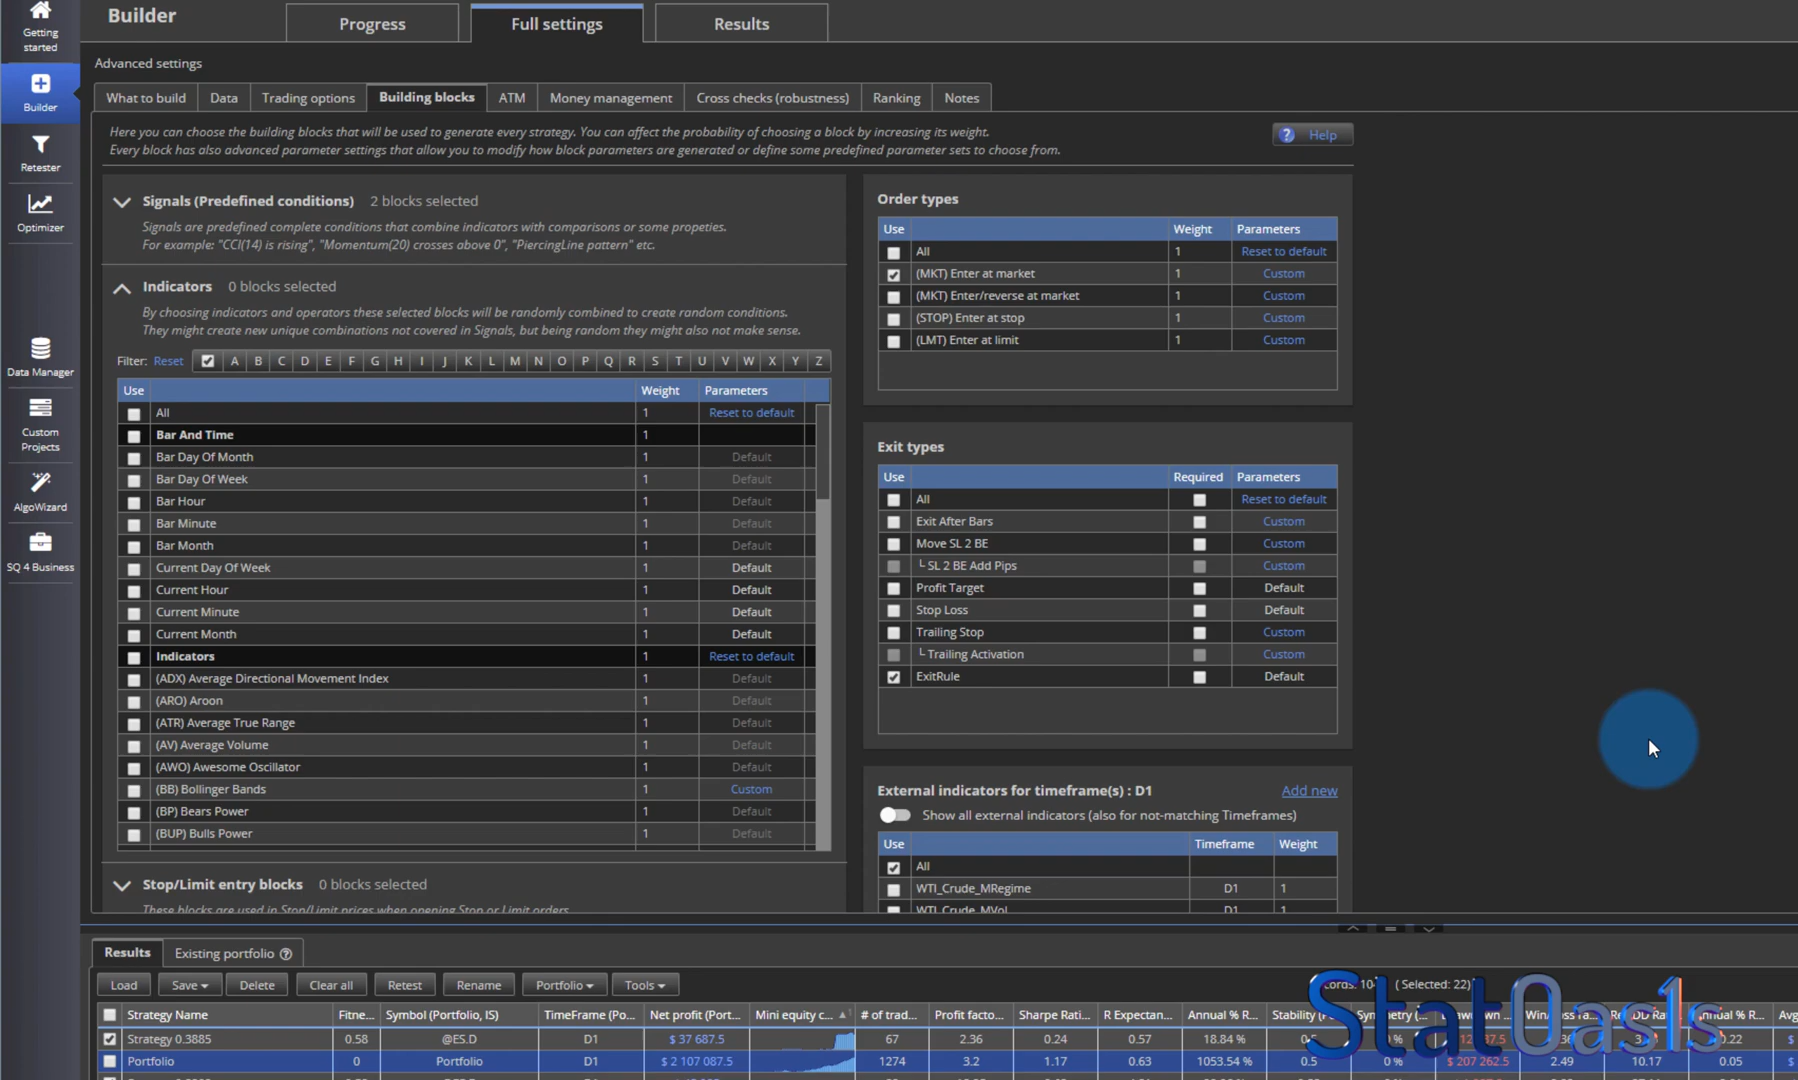 Getting started
Builder
Retester
Optimizer
Data Manager
Custom Projects
AlgoWizard
SQ 4 Business
Builder
Progress
Full settings
Results
Advanced settings
What to build
Data
Trading options
Building blocks
ATM
Money management
Cross checks (robustness)
Ranking
Notes
Here you can choose the building blocks that will be used to generate every strategy. You can affect the probability of choosing a block by increasing its weight.
Every block has also advanced parameter settings that allow you to modify how block parameters are generated or define some predefined parameter sets to choose from.
? Help
Signals (Predefined conditions) 2 blocks selected
Signals are predefined complete conditions that combine indicators with comparisons or some propeties.
For example: "CCI(14) is rising", "Momentum(20) crosses above 0", "PiercingLine pattern" etc.
Indicators 0 blocks selected
By choosing indicators and operators these selected blocks will be randomly combined to create random conditions.
They might create new unique combinations not covered in Signals, but being random they might also not make sense.
Filter: Reset A B C D E F G H I J K L M N O P Q R S T U V W X Y Z
Use Weight Parameters
All 1 Reset to default
Bar And Time 1
Bar Day Of Month 1 Default
Bar Day Of Week 1 Default
Bar Hour 1 Default
Bar Minute 1 Default
Bar Month 1 Default
Current Day Of Week 1 Default
Current Hour 1 Default
Current Minute 1 Default
Current Month 1 Default
Indicators 1 Reset to default
(ADX) Average Directional Movement Index 1 Default
(ARO) Aroon 1 Default
(ATR) Average True Range 1 Default
(AV) Average Volume 1 Default
(AWO) Awesome Oscillator 1 Default
(BB) Bollinger Bands 1 Custom
(BP) Bears Power 1 Default
(BUP) Bulls Power 1 Default
Stop/Limit entry blocks 0 blocks selected
These blocks are used in Stop/Limit prices when opening Stop or Limit orders
Order types
Use Weight Parameters
All 1 Reset to default
(MKT) Enter at market 1 Custom
(MKT) Enter/reverse at market 1 Custom
(STOP) Enter at stop 1 Custom
(LMT) Enter at limit 1 Custom
Exit types
Use Required Parameters
All Reset to default
Exit After Bars Custom
Move SL 2 BE Custom
└ SL 2 BE Add Pips Custom
Profit Target Default
Stop Loss Default
Trailing Stop Custom
└ Trailing Activation Custom
ExitRule Default
External indicators for timeframe(s) : D1 Add new
Show all external indicators (also for not-matching Timeframes)
Use Timeframe Weight
All
WTI_Crude_MRegime D1 1
WTI_Crude_MVol D1 1
Results
Existing portfolio ?
Load Save Delete Clear all Retest Rename Portfolio Tools
(Selected: 22)
StatOas1s
Strategy Name Fitne... Symbol (Portfolio, IS) TimeFrame (Po... Net profit (Port... Mini equity c... # of trad... Profit facto... Sharpe Rati... R Expectan... Annual % R...
Strategy 0.3885 0.58 @ES.D D1 $ 37 687.5 67 2.36 0.24 0.57 18.84 %
Portfolio 0 Portfolio D1 $ 2 107 087.5 1274 3.2 1.17 0.63 1053.54 % 0.5 0 % $ 207 262.5 2.49 10.17 0.05